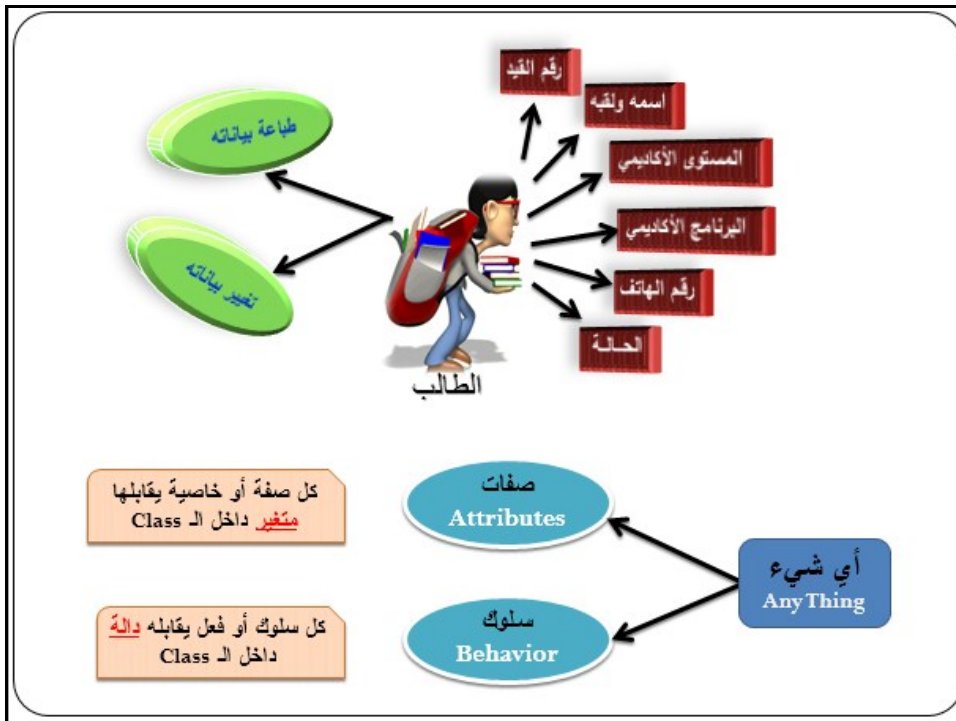 رقم القيد
اسمه ولقبه
المستوى الأكاديمي
البرنامج الأكاديمي
رقم الهاتف
الحالة
طباعة بياناته
تغيير بياناته
الطالب
أي شيء
AnyThing
صفات
Attributes
كل صفة أو خاصية يقابلها
متغير داخل الـ Class
سلوك
Behavior
كل سلوك أو فعل يقابله دالة
داخل الـ Class